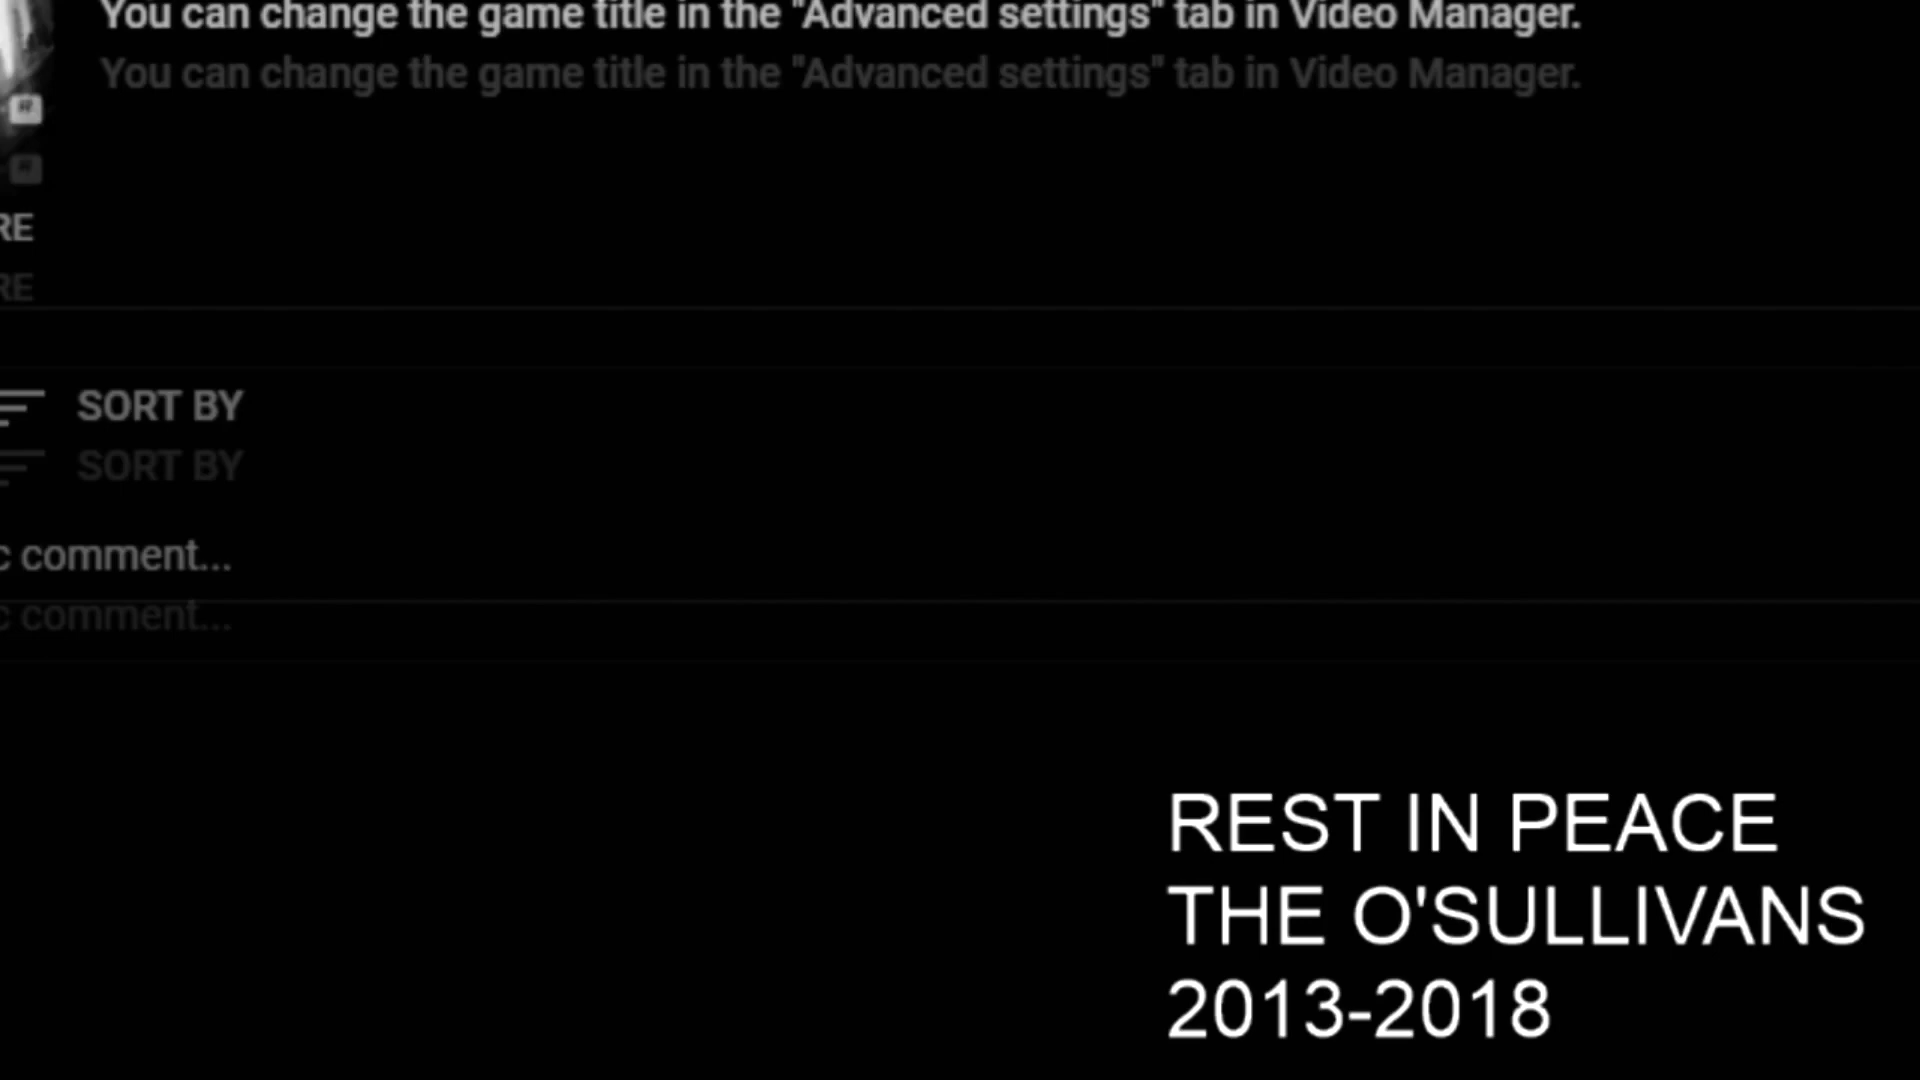 You can change the game title in the "Advanced settings" tab in Video Manager.
You can change the game title in the "Advanced settings" tab in Video Manager.
RE
RE
SORT BY
SORT BY
c comment...
c comment...
REST IN PEACE
THE O'SULLIVANS
2013-2018